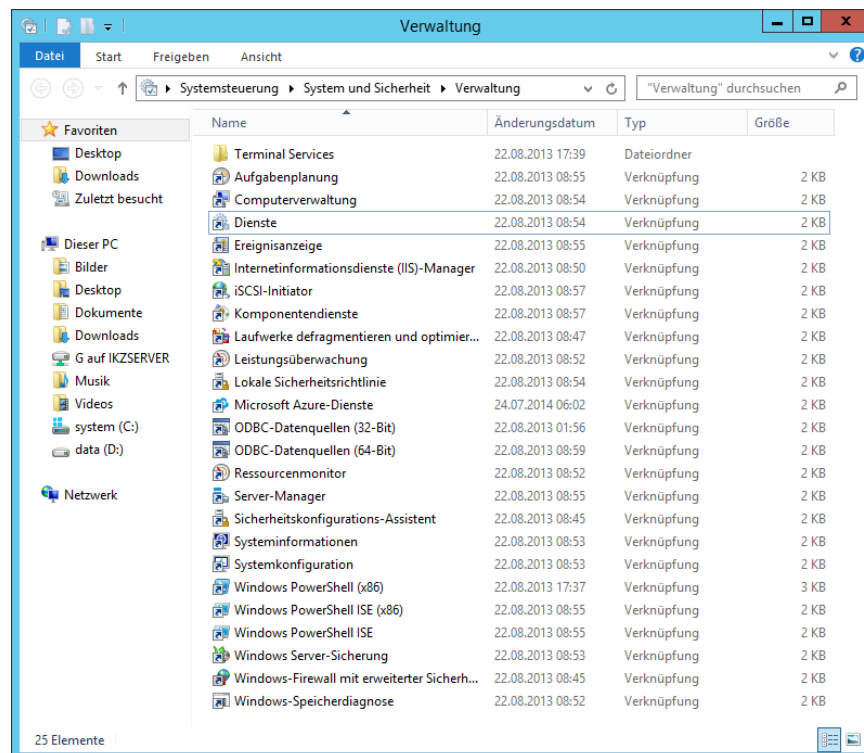 Verwaltung
Datei Start Freigeben Ansicht
Systemsteuerung System und Sicherheit Verwaltung "Verwaltung" durchsuchen
Name Änderungsdatum Typ Größe
Favoriten
Desktop
Downloads
Zuletzt besucht
Dieser PC
Bilder
Desktop
Dokumente
Downloads
G auf IKZSERVER
Musik
Videos
system (C:)
data (D:)
Netzwerk
Terminal Services 22.08.2013 17:39 Dateiordner
Aufgabenplanung 22.08.2013 08:55 Verknüpfung 2 KB
Computerverwaltung 22.08.2013 08:54 Verknüpfung 2 KB
Dienste 22.08.2013 08:54 Verknüpfung 2 KB
Ereignisanzeige 22.08.2013 08:55 Verknüpfung 2 KB
Internetinformationsdienste (IIS)-Manager 22.08.2013 08:50 Verknüpfung 2 KB
iSCSI-Initiator 22.08.2013 08:57 Verknüpfung 2 KB
Komponentendienste 22.08.2013 08:57 Verknüpfung 2 KB
Laufwerke defragmentieren und optimier... 22.08.2013 08:47 Verknüpfung 2 KB
Leistungsüberwachung 22.08.2013 08:52 Verknüpfung 2 KB
Lokale Sicherheitsrichtlinie 22.08.2013 08:54 Verknüpfung 2 KB
Microsoft Azure-Dienste 24.07.2014 06:02 Verknüpfung 2 KB
ODBC-Datenquellen (32-Bit) 22.08.2013 01:56 Verknüpfung 2 KB
ODBC-Datenquellen (64-Bit) 22.08.2013 08:59 Verknüpfung 2 KB
Ressourcenmonitor 22.08.2013 08:52 Verknüpfung 2 KB
Server-Manager 22.08.2013 08:55 Verknüpfung 2 KB
Sicherheitskonfigurations-Assistent 22.08.2013 08:45 Verknüpfung 2 KB
Systeminformationen 22.08.2013 08:53 Verknüpfung 2 KB
Systemkonfiguration 22.08.2013 08:53 Verknüpfung 2 KB
Windows PowerShell (x86) 22.08.2013 17:37 Verknüpfung 3 KB
Windows PowerShell ISE (x86) 22.08.2013 08:55 Verknüpfung 2 KB
Windows PowerShell ISE 22.08.2013 08:55 Verknüpfung 2 KB
Windows Server-Sicherung 22.08.2013 08:53 Verknüpfung 2 KB
Windows-Firewall mit erweiterter Sicherh... 22.08.2013 08:45 Verknüpfung 2 KB
Windows-Speicherdiagnose 22.08.2013 08:52 Verknüpfung 2 KB
25 Elemente